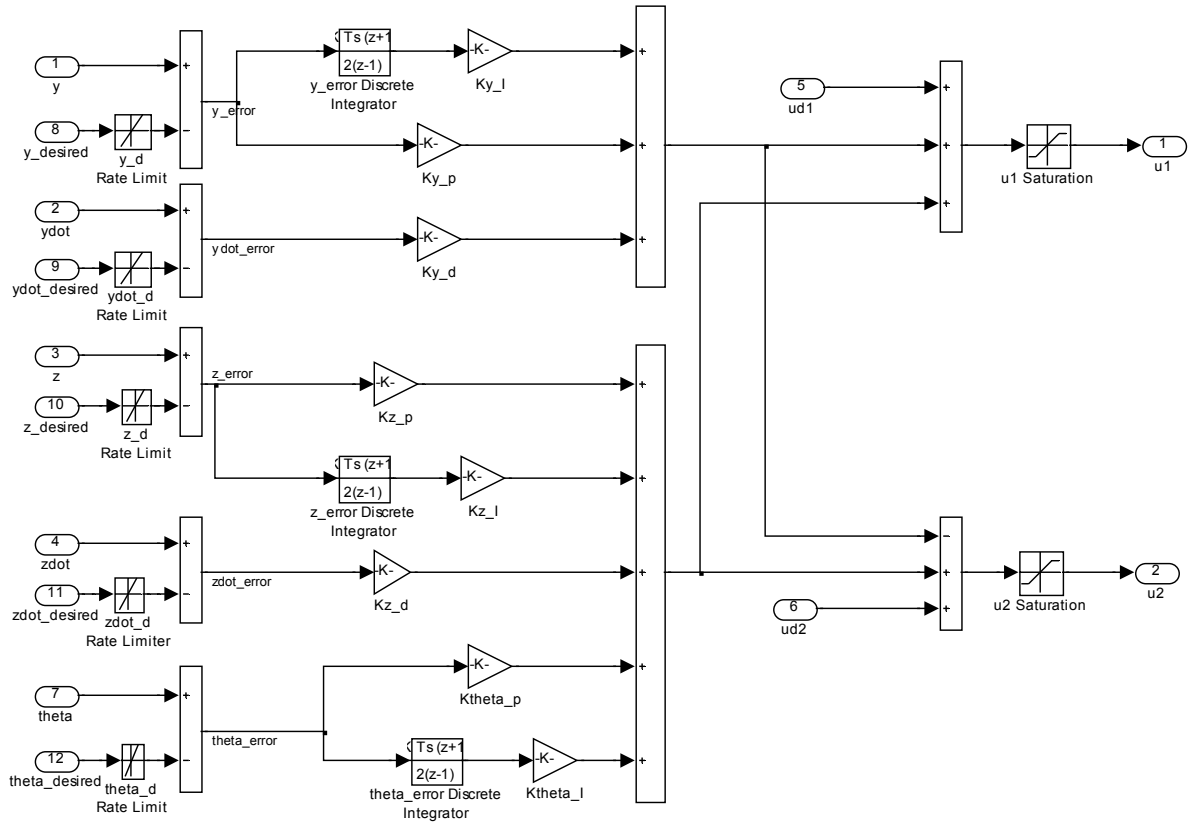 1
y
8
y_desired
y_d
Rate Limit
+
−
y_error
Ts (z+1
2(z-1)
y_error Discrete
Integrator
-K-
Ky_I
-K-
Ky_p
2
ydot
9
ydot_desired
ydot_d
Rate Limit
+
−
ydot_error
-K-
Ky_d
+
+
+
3
z
10
z_desired
z_d
Rate Limit
+
−
z_error
-K-
Kz_p
Ts (z+1
2(z-1)
z_error Discrete
Integrator
-K-
Kz_I
4
zdot
11
zdot_desired
zdot_d
Rate Limiter
+
−
zdot_error
-K-
Kz_d
7
theta
12
theta_desired
theta_d
Rate Limit
+
−
theta_error
-K-
Ktheta_p
Ts (z+1
2(z-1)
theta_error Discrete
Integrator
-K-
Ktheta_I
+
+
+
+
+
5
ud1
+
+
+
u1 Saturation
1
u1
−
+
+
6
ud2
u2 Saturation
2
u2